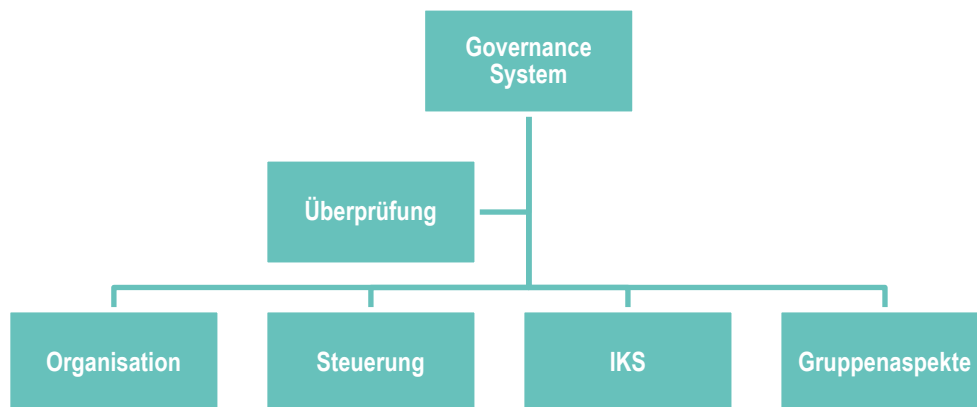 Governance
System
Überprüfung
Organisation
Steuerung
IKS
Gruppenaspekte